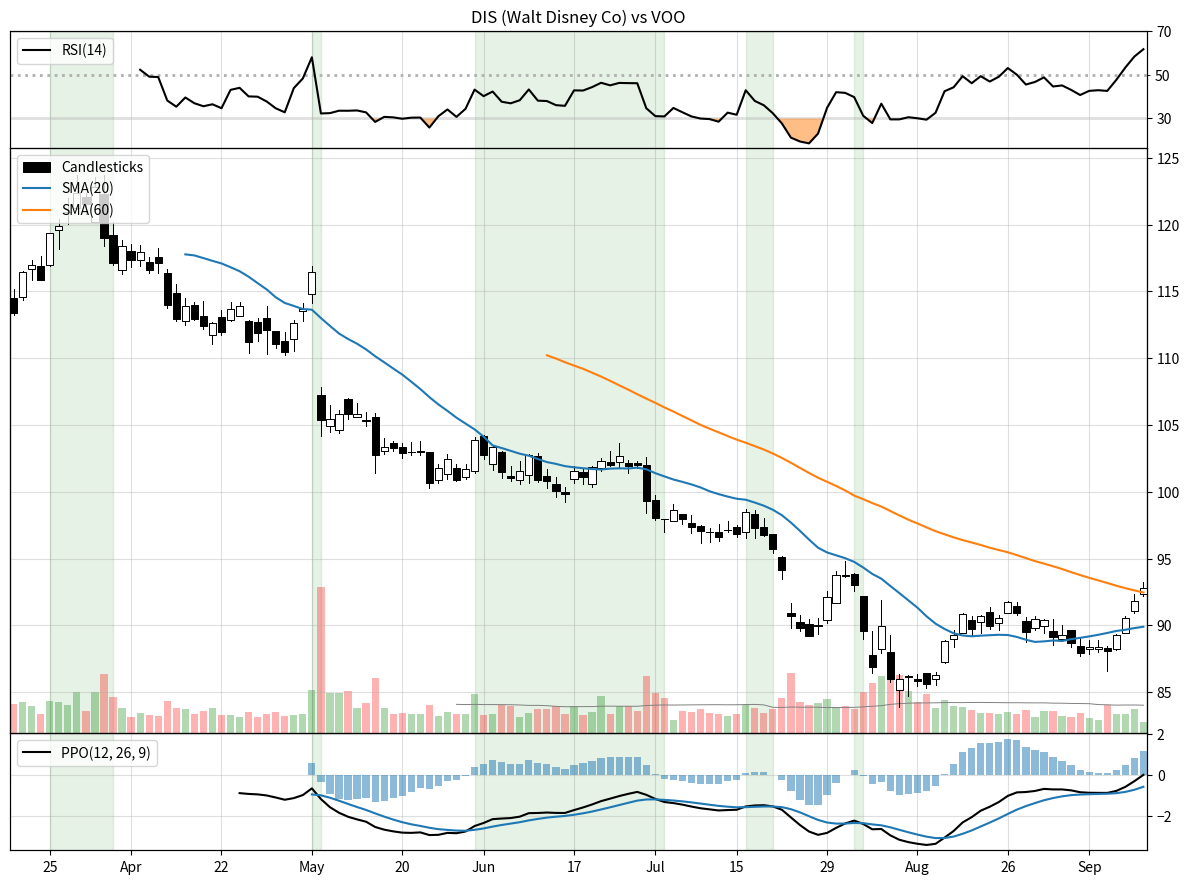 DIS (Walt Disney Co) vs VOO
RSI(14)
70
50
30
Candlesticks
SMA(20)
SMA(60)
125
120
115
110
105
100
95
90
85
PPO(12, 26, 9)
2
0
−2
25 Apr 22 May 20 Jun 17 Jul 15 29 Aug 26 Sep